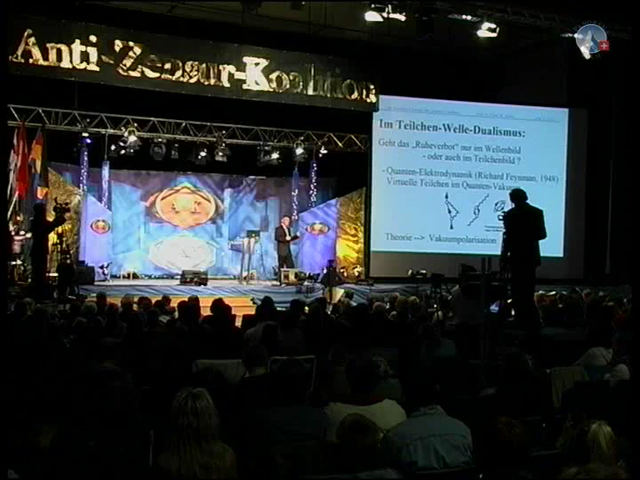 Anti-Zensur-Koalition
Im Teilchen-Welle-Dualismus:
Geht das „Ruheverbot" nur im Wellenbild
- oder auch im Teilchenbild ?
- Quanten-Elektrodynamik (Richard Feynman, 1948)
Virtuelle Teilchen im Quanten-Vakuum
Theorie --> Vakuumpolarisation